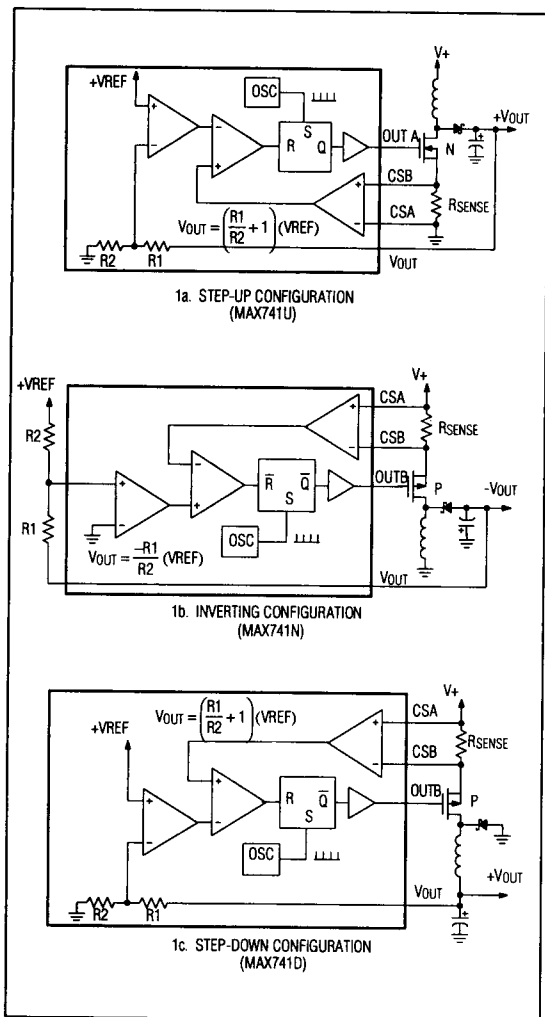 V+
+VREF
OSC
+VOUT
+
-
-
+
S
R
Q
OUT A
N
+
CSB
+
-
CSA
RSENSE
VOUT = (R1/R2 + 1) (VREF)
R2
R1
VOUT
1a. STEP-UP CONFIGURATION
(MAX741U)
+VREF
V+
CSA
+
-
CSB
RSENSE
R2
-
+
R̅
Q̅
S
OUTB
P
+
-
-VOUT
+
R1
OSC
VOUT = -R1/R2 (VREF)
VOUT
1b. INVERTING CONFIGURATION
(MAX741N)
V+
VOUT = (R1/R2 + 1) (VREF)
CSA
+VREF
+
-
CSB
RSENSE
+
-
+
-
R
Q̅
S
OUTB
P
OSC
+VOUT
R2
R1
VOUT
+
1c. STEP-DOWN CONFIGURATION
(MAX741D)